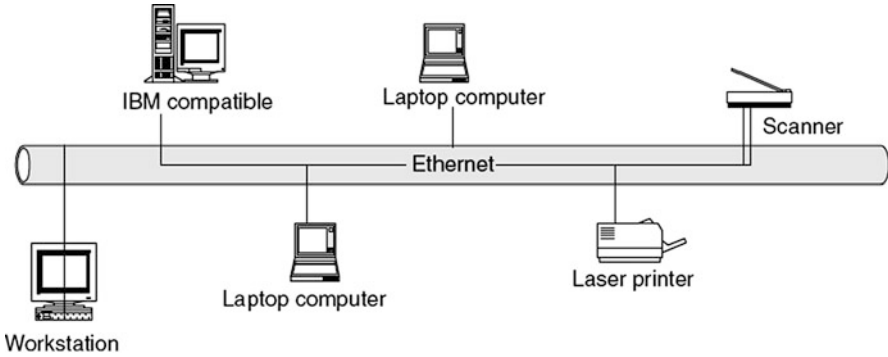 IBM compatible
Laptop computer
Scanner
Ethernet
Laptop computer
Laser printer
Workstation